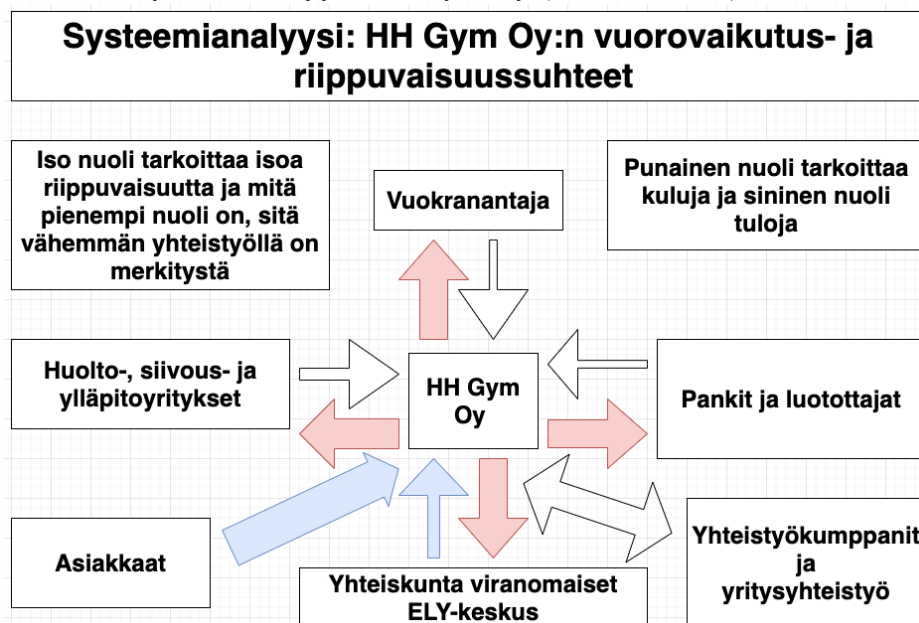 Systeemianalyysi: HH Gym Oy:n vuorovaikutus- ja
riippuvaisuussuhteet
Iso nuoli tarkoittaa isoa
riippuvaisuutta ja mitä
pienempi nuoli on, sitä
vähemmän yhteistyöllä on
merkitystä
Vuokranantaja
Punainen nuoli tarkoittaa
kuluja ja sininen nuoli
tuloja
Huolto-, siivous- ja
ylläpitoyritykset
HH Gym
Oy
Pankit ja luotottajat
Asiakkaat
Yhteiskunta viranomaiset
ELY-keskus
Yhteistyökumppanit
ja
yritysyhteistyö